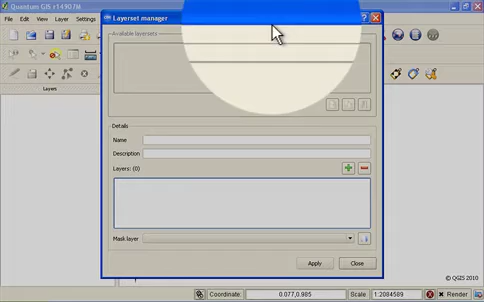 Quantum GIS r14907M
Layerset manager
File Edit View Layer Settings
Available layersets
Layers
Details
Name
Description
Layers: (0)
Mask layer
Apply Close
© QGIS 2010
Coordinate: 0.077,0.985 Scale 1:2084589 Render